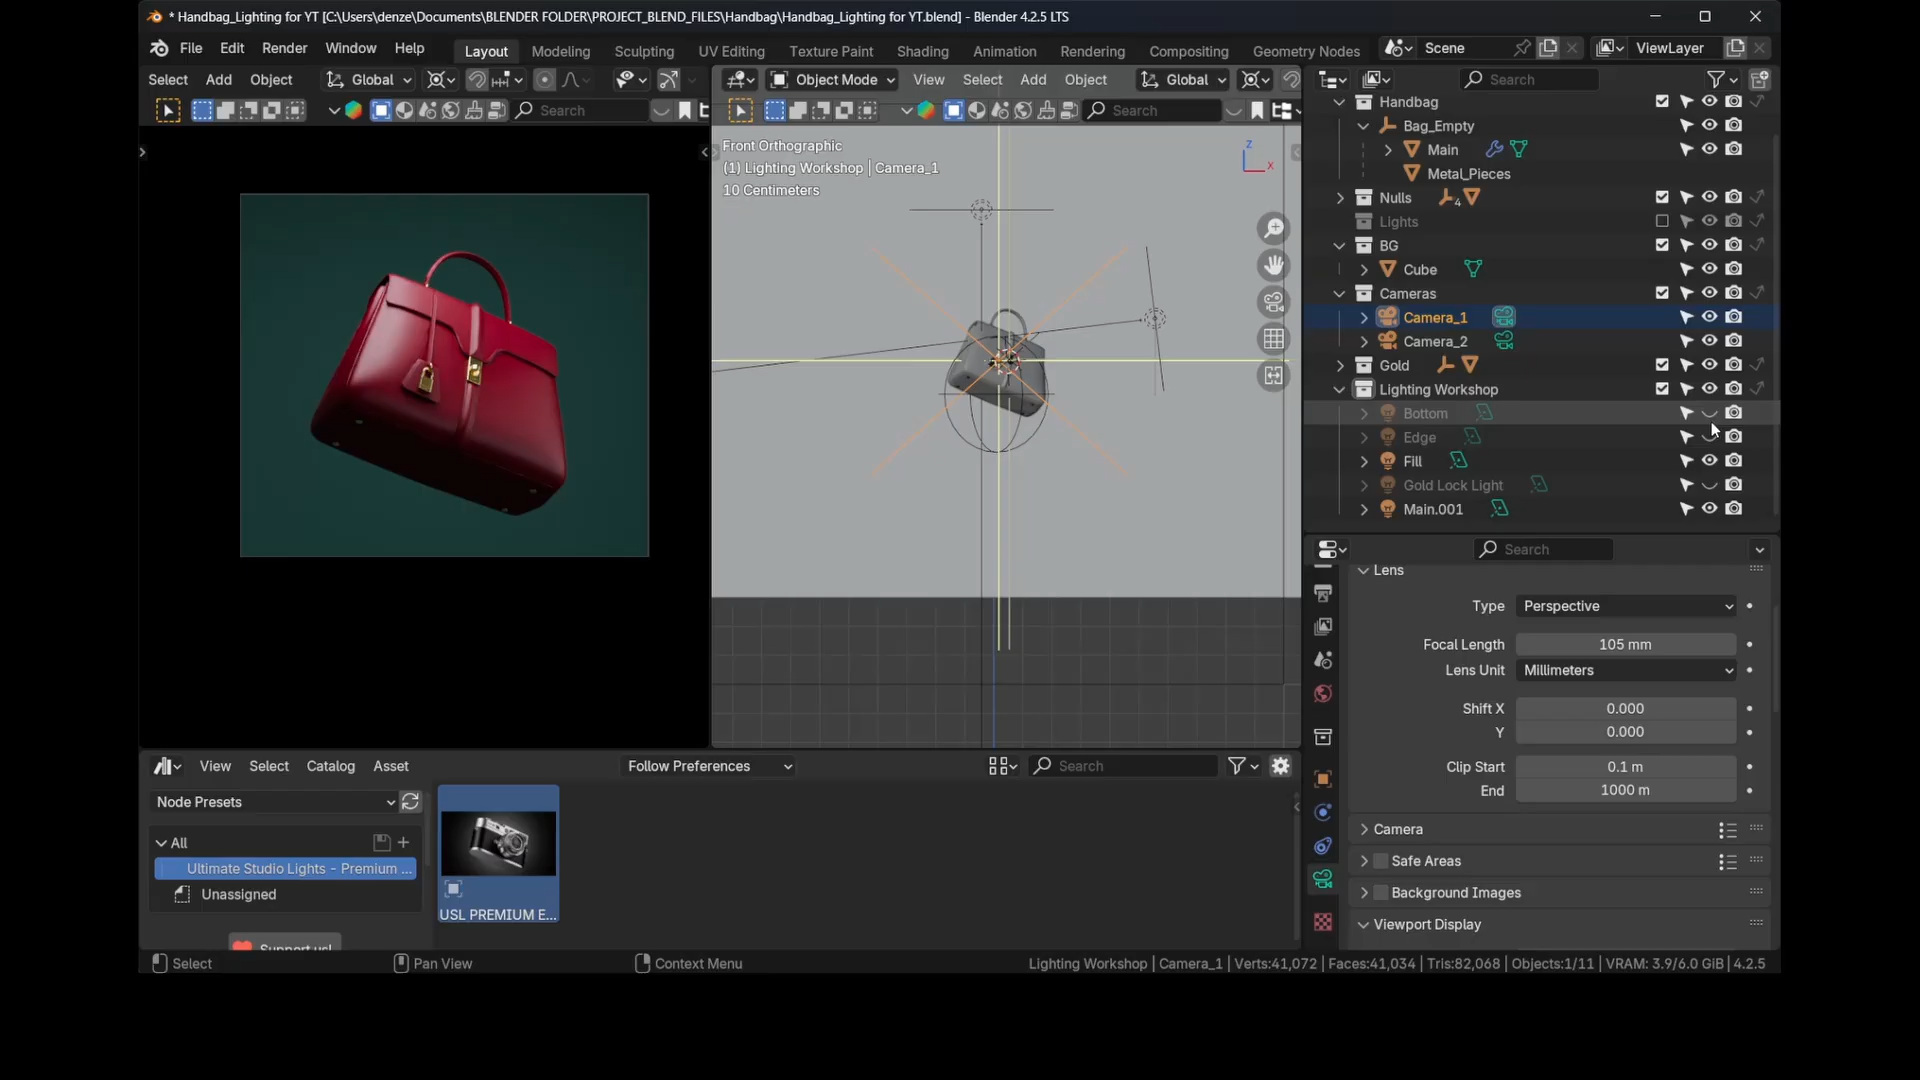 * Handbag_Lighting for YT [C:\Users\denze\Documents\BLENDER FOLDER\PROJECT_BLEND_FILES\Handbag\Handbag_Lighting for YT.blend] - Blender 4.2.5 LTS
File Edit Render Window Help Layout Modeling Sculpting UV Editing Texture Paint Shading Animation Rendering Compositing Geometry Nodes Scene ViewLayer
Select Add Object Global Object Mode View Select Add Object Global Search
Search Search
Front Orthographic
(1) Lighting Workshop | Camera_1
10 Centimeters
Z
X
Handbag
Bag_Empty
Main
Metal_Pieces
Nulls 4
Lights
BG
Cube
Cameras
Camera_1
Camera_2
Gold
Lighting Workshop
Bottom
Edge
Fill
Gold Lock Light
Main.001
Search
Lens
Type Perspective
Focal Length 105 mm
Lens Unit Millimeters
Shift X 0.000
Y 0.000
Clip Start 0.1 m
End 1000 m
Camera
Safe Areas
Background Images
Viewport Display
View Select Catalog Asset Follow Preferences Search
Node Presets
All
Ultimate Studio Lights - Premium ...
Unassigned
Support us!
USL PREMIUM E...
Select Pan View Context Menu Lighting Workshop | Camera_1 | Verts:41,072 | Faces:41,034 | Tris:82,068 | Objects:1/11 | VRAM: 3.9/6.0 GiB | 4.2.5